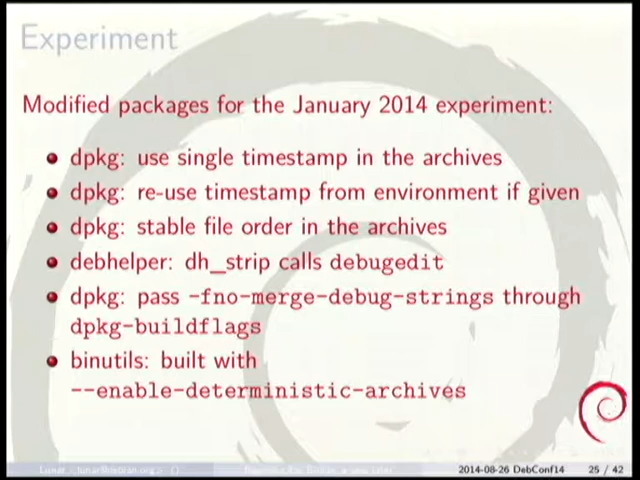 Experiment
Modified packages for the January 2014 experiment:
dpkg: use single timestamp in the archives
dpkg: re-use timestamp from environment if given
dpkg: stable file order in the archives
debhelper: dh_strip calls debugedit
dpkg: pass -fno-merge-debug-strings through
dpkg-buildflags
binutils: built with
--enable-deterministic-archives
2014-08-26 DebConf14 25 / 42